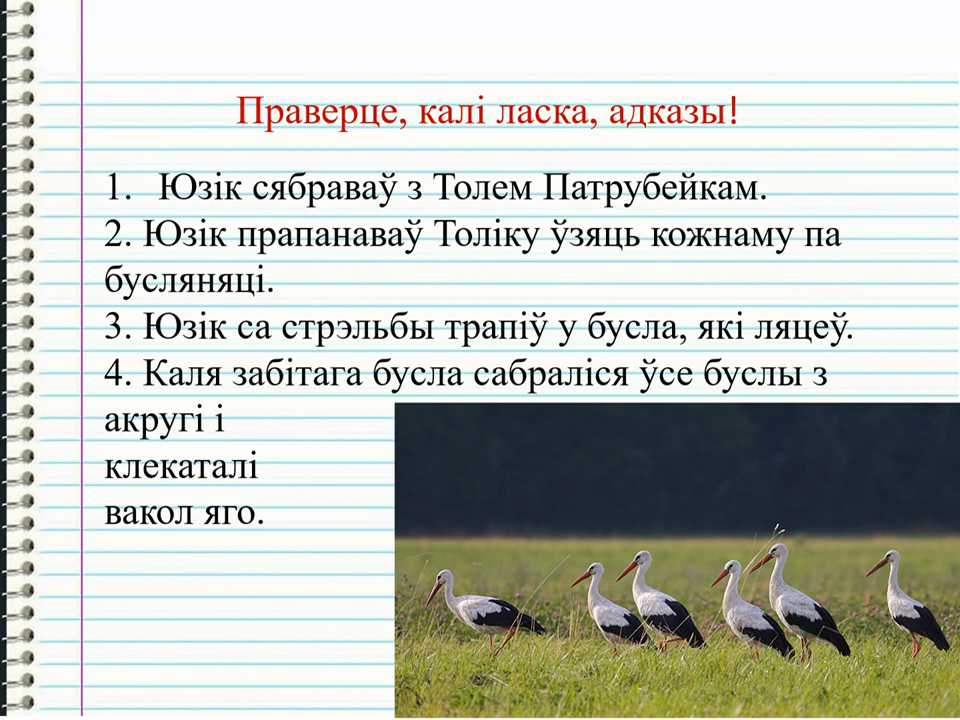 Праверце, калі ласка, адказы!
1. Юзік сябраваў з Толем Патрубейкам.
2. Юзік прапанаваў Толіку ўзяць кожнаму па
бусляняці.
3. Юзік са стрэльбы трапіў у бусла, які ляцеў.
4. Каля забітага бусла сабраліся ўсе буслы з
акругі і
клекаталі
вакол яго.